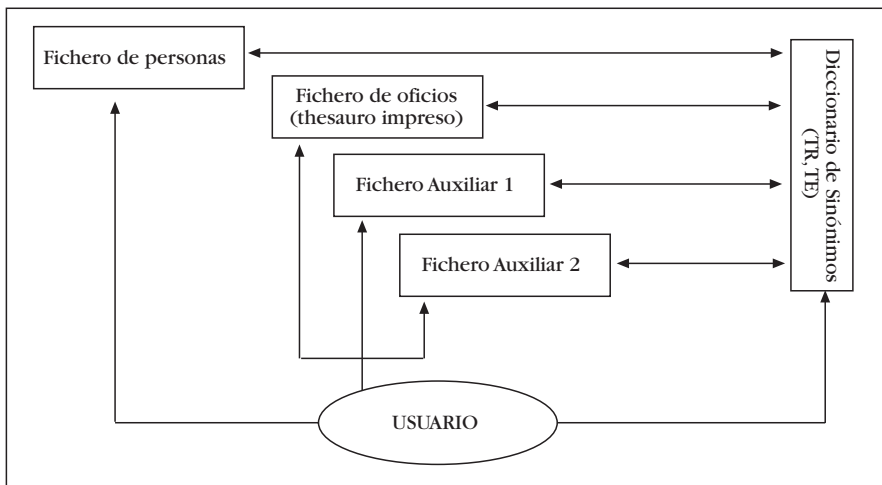 Fichero de personas
Fichero de oficios
(thesauro impreso)
Fichero Auxiliar 1
Fichero Auxiliar 2
Diccionario de Sinónimos
(TR, TE)
USUARIO